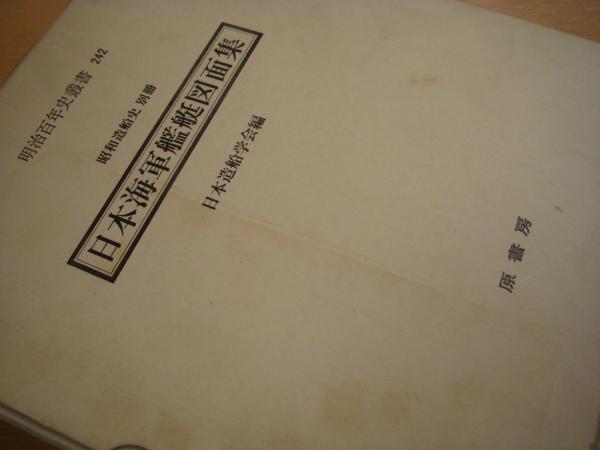 明治百年史叢書 242
昭和造船史 別冊
日本海軍艦艇図面集
日本造船学会編
原書房